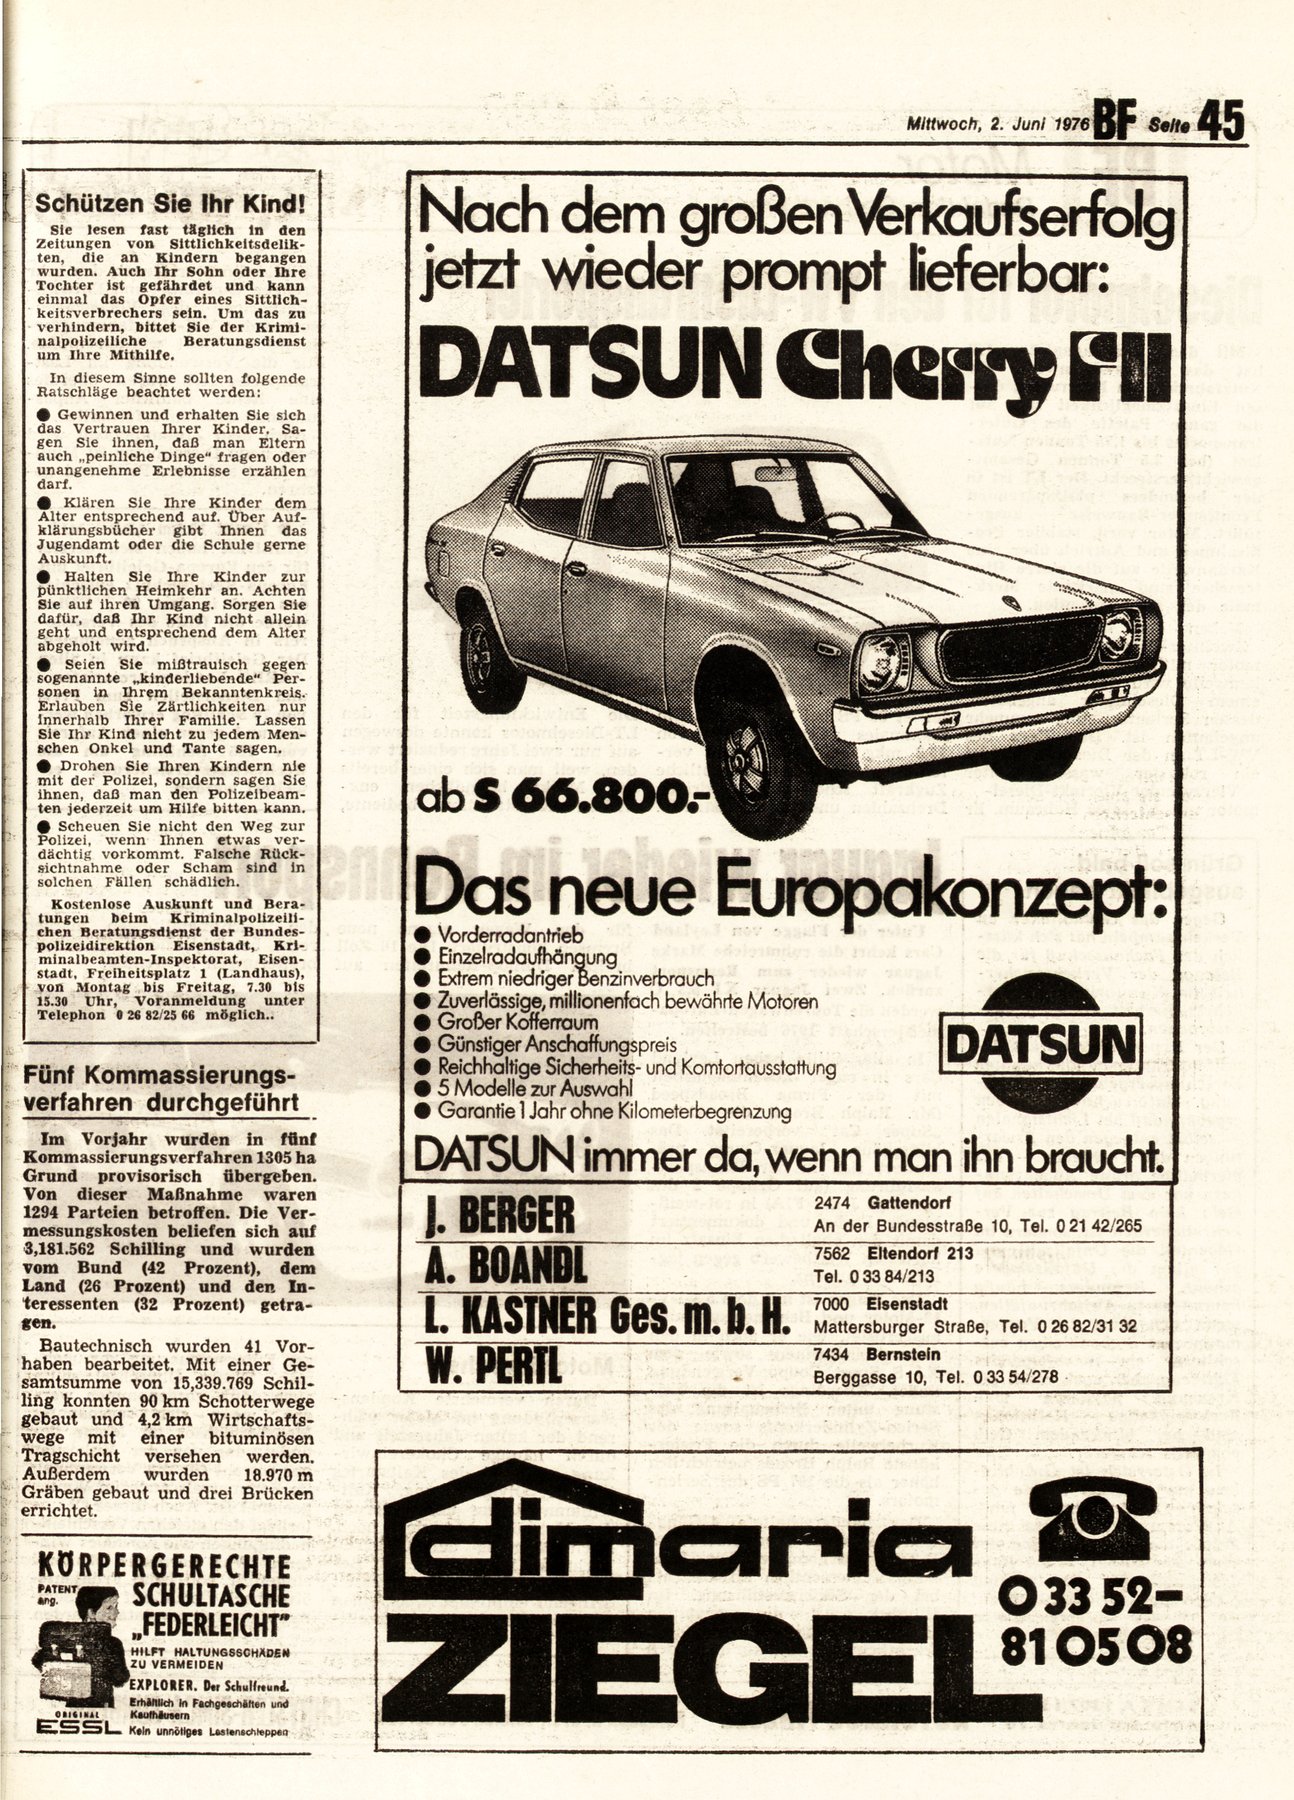 Mittwoch, 2. Juni 1976 BF Seite 45
Schützen Sie Ihr Kind!
Sie lesen fast täglich in den
Zeitungen von Sittlichkeitsdelik-
ten, die an Kindern begangen
wurden. Auch Ihr Sohn oder Ihre
Tochter ist gefährdet und kann
einmal das Opfer eines Sittlich-
keitsverbrechers sein. Um das zu
verhindern, bittet Sie der Krimi-
nalpolizeiliche Beratungsdienst
um Ihre Mithilfe.
In diesem Sinne sollten folgende
Ratschläge beachtet werden:
● Gewinnen und erhalten Sie sich
das Vertrauen Ihrer Kinder. Sa-
gen Sie ihnen, daß man Eltern
auch „peinliche Dinge“ fragen oder
unangenehme Erlebnisse erzählen
darf.
● Klären Sie Ihre Kinder dem
Alter entsprechend auf. Über Auf-
klärungsbücher gibt Ihnen das
Jugendamt oder die Schule gerne
Auskunft.
● Halten Sie Ihre Kinder zur
pünktlichen Heimkehr an. Achten
Sie auf ihren Umgang. Sorgen Sie
dafür, daß Ihr Kind nicht allein
geht und entsprechend dem Alter
abgeholt wird.
● Seien Sie mißtrauisch gegen
sogenannte „kinderliebende“ Per-
sonen in Ihrem Bekanntenkreis.
Erlauben Sie Zärtlichkeiten nur
innerhalb Ihrer Familie. Lassen
Sie Ihr Kind nicht zu jedem Men-
schen Onkel und Tante sagen.
● Drohen Sie Ihren Kindern nie
mit der Polizei, sondern sagen Sie
ihnen, daß man den Polizeibeam-
ten jederzeit um Hilfe bitten kann.
● Scheuen Sie nicht den Weg zur
Polizei, wenn Ihnen etwas ver-
dächtig vorkommt. Falsche Rück-
sichtnahme oder Scham sind in
solchen Fällen schädlich.
Kostenlose Auskunft und Bera-
tungen beim Kriminalpolizeili-
chen Beratungsdienst der Bundes-
polizeidirektion Eisenstadt, Kri-
minalbeamten-Inspektorat, Eisen-
stadt, Freiheitsplatz 1 (Landhaus),
von Montag bis Freitag, 7.30 bis
15.30 Uhr, Voranmeldung unter
Telephon 0 26 82/25 66 möglich..
Fünf Kommassierungs-
verfahren durchgeführt
Im Vorjahr wurden in fünf
Kommassierungsverfahren 1305 ha
Grund provisorisch übergeben.
Von dieser Maßnahme waren
1294 Parteien betroffen. Die Ver-
messungskosten beliefen sich auf
3,181.562 Schilling und wurden
vom Bund (42 Prozent), dem
Land (26 Prozent) und den In-
teressenten (32 Prozent) getra-
gen.
Bautechnisch wurden 41 Vor-
haben bearbeitet. Mit einer Ge-
samtsumme von 15,339.769 Schil-
ling konnten 90 km Schotterwege
gebaut und 4,2 km Wirtschafts-
wege mit einer bituminösen
Tragschicht versehen werden.
Außerdem wurden 18.970 m
Gräben gebaut und drei Brücken
errichtet.
KÖRPERGERECHTE
PATENT ang.
SCHULTASCHE
„FEDERLEICHT"
HILFT HALTUNGSSCHÄDEN
ZU VERMEIDEN
EXPLORER. Der Schulfreund.
Erhältlich in Fachgeschäften und
Kaufhäusern
ORIGINAL
ESSL
Kein unnötiges Lastenschleppen
Nach dem großen Verkaufserfolg
jetzt wieder prompt lieferbar:
DATSUN Cherry FII
ab S 66.800.-
Das neue Europakonzept:
● Vorderradantrieb
● Einzelradaufhängung
● Extrem niedriger Benzinverbrauch
● Zuverlässige, millionenfach bewährte Motoren
● Großer Kofferraum
● Günstiger Anschaffungspreis
● Reichhaltige Sicherheits- und Komfortausstattung
● 5 Modelle zur Auswahl
● Garantie 1 Jahr ohne Kilometerbegrenzung
DATSUN
DATSUN immer da, wenn man ihn braucht.
J. BERGER
2474 Gattendorf
An der Bundesstraße 10, Tel. 0 21 42/265
A. BOANDL
7562 Eltendorf 213
Tel. 0 33 84/213
L. KASTNER Ges. m. b. H.
7000 Eisenstadt
Mattersburger Straße, Tel. 0 26 82/31 32
W. PERTL
7434 Bernstein
Berggasse 10, Tel. 0 33 54/278
dimaria
ZIEGEL
0 33 52–
81 05 08